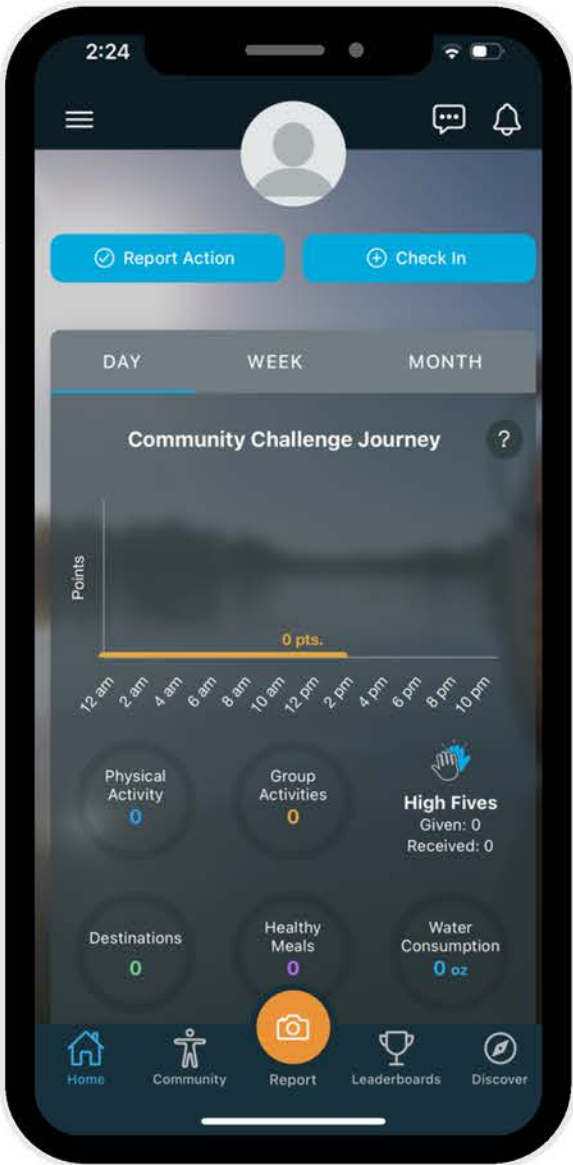 2:24
Report Action
Check In
DAY WEEK MONTH
Community Challenge Journey ?
Points
0 pts.
12 am 2 am 4 am 6 am 8 am 10 am 12 pm 2 pm 4 pm 6 pm 8 pm 10 pm
Physical
Activity
0
Group
Activities
0
High Fives
Given: 0
Received: 0
Destinations
0
Healthy
Meals
0
Water
Consumption
0 oz
Home Community Report Leaderboards Discover